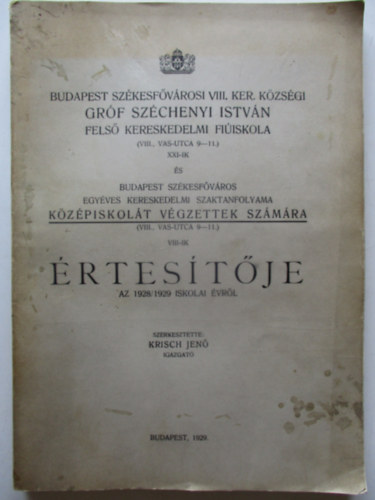 BUDAPEST SZÉKESFŐVÁROSI VIII. KER. KÖZSÉGI
GRÓF SZÉCHENYI ISTVÁN
FELSŐ KERESKEDELMI FIÚISKOLA
(VIII., VAS-UTCA 9—11.)
XXI-IK
ÉS
BUDAPEST SZÉKESFŐVÁROS
EGYÉVES KERESKEDELMI SZAKTANFOLYAMA
KÖZÉPISKOLÁT VÉGZETTEK SZÁMÁRA
(VIII., VAS-UTCA 9—11.)
VIII-IK
ÉRTESÍTŐJE
AZ 1928/1929 ISKOLAI ÉVRŐL
SZERKESZTETTE:
KRISCH JENŐ
IGAZGATÓ
BUDAPEST, 1929.